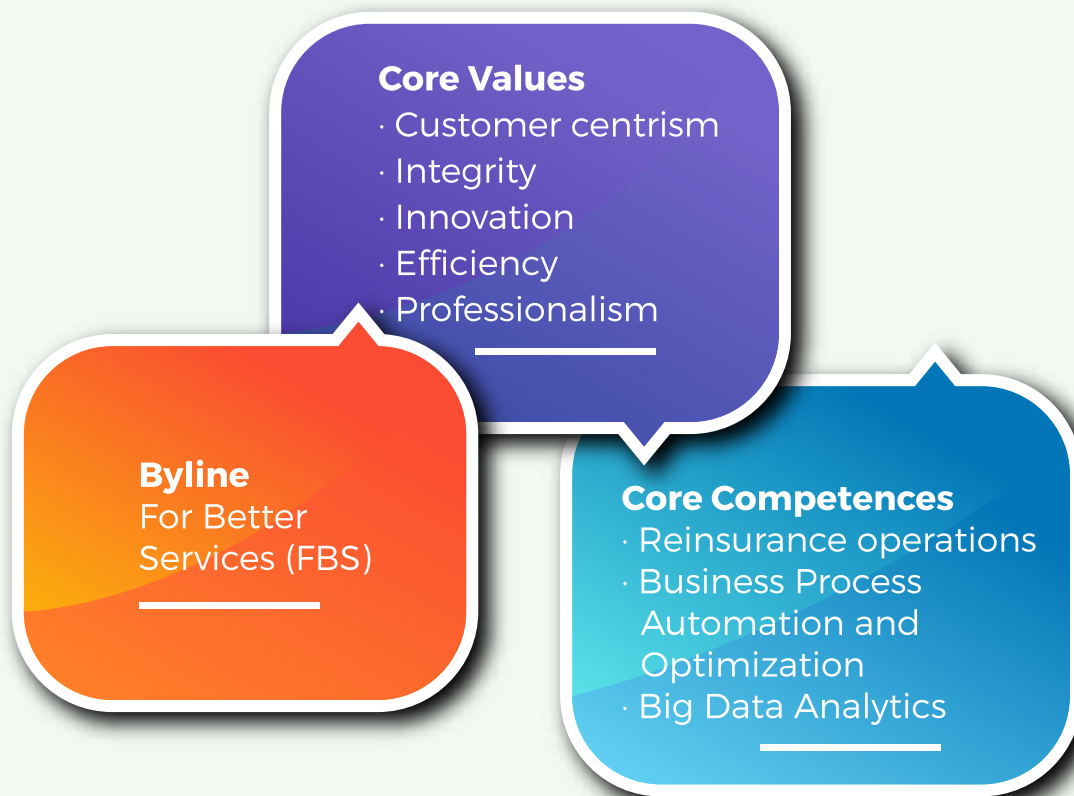 Core Values
· Customer centrism
· Integrity
· Innovation
· Efficiency
· Professionalism
Byline
For Better
Services (FBS)
Core Competences
· Reinsurance operations
· Business Process
Automation and
Optimization
· Big Data Analytics